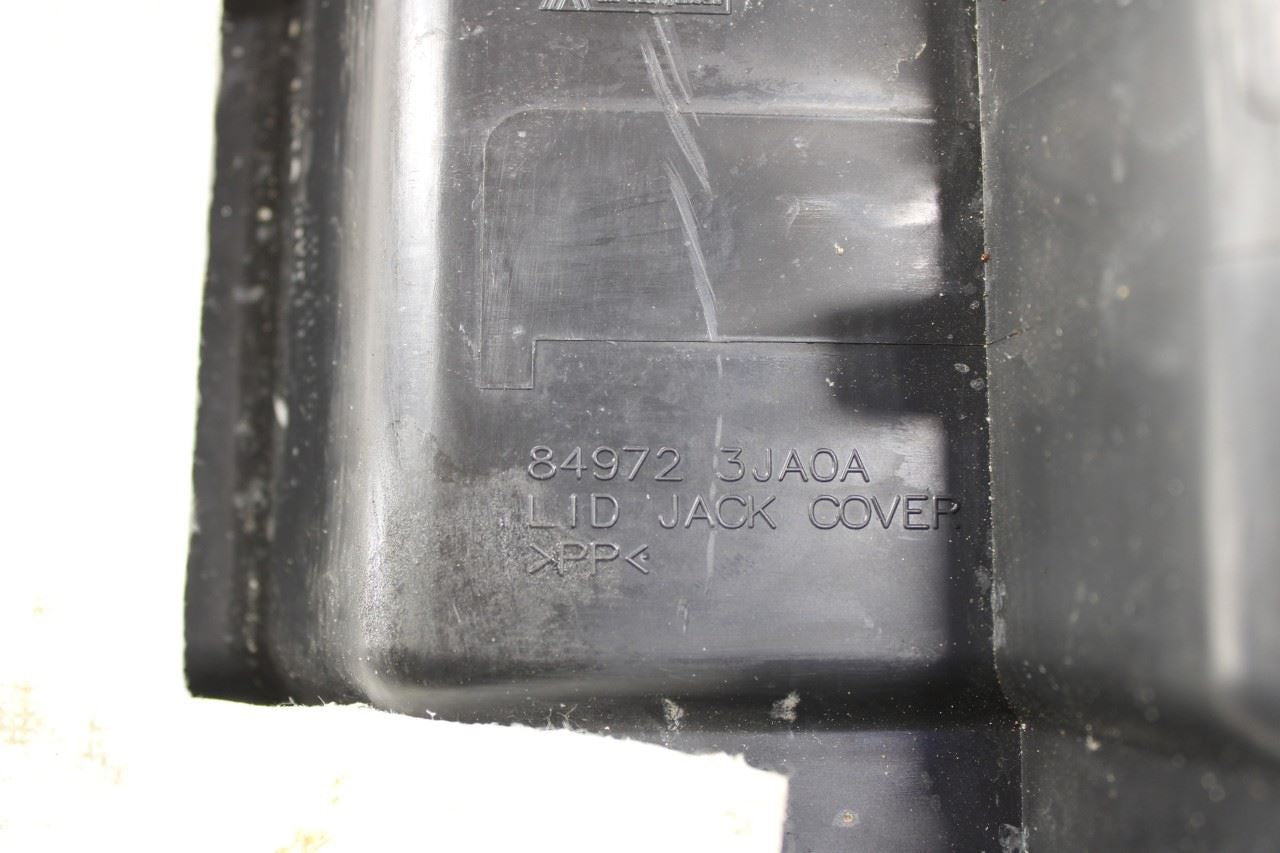 84972 3JA0A
LID JACK COVER
>PP<